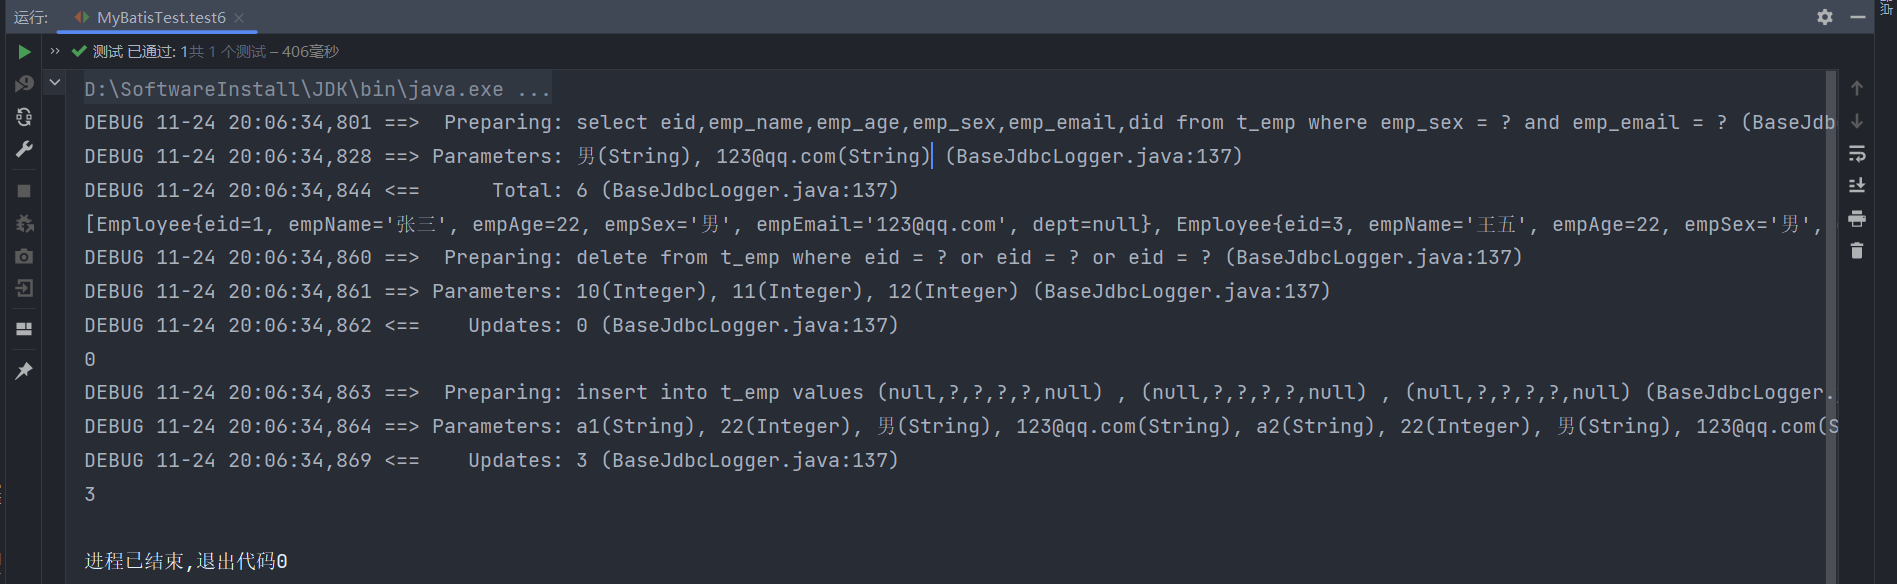 运行: MyBatisTest.test6
测试 已通过: 1共 1 个测试 – 406毫秒
D:\SoftwareInstall\JDK\bin\java.exe ...
DEBUG 11-24 20:06:34,801 ==>  Preparing: select eid,emp_name,emp_age,emp_sex,emp_email,did from t_emp where emp_sex = ? and emp_email = ? (BaseJdb
DEBUG 11-24 20:06:34,828 ==> Parameters: 男(String), 123@qq.com(String) (BaseJdbcLogger.java:137)
DEBUG 11-24 20:06:34,844 <==      Total: 6 (BaseJdbcLogger.java:137)
[Employee{eid=1, empName='张三', empAge=22, empSex='男', empEmail='123@qq.com', dept=null}, Employee{eid=3, empName='王五', empAge=22, empSex='男',
DEBUG 11-24 20:06:34,860 ==>  Preparing: delete from t_emp where eid = ? or eid = ? or eid = ? (BaseJdbcLogger.java:137)
DEBUG 11-24 20:06:34,861 ==> Parameters: 10(Integer), 11(Integer), 12(Integer) (BaseJdbcLogger.java:137)
DEBUG 11-24 20:06:34,862 <==    Updates: 0 (BaseJdbcLogger.java:137)
0
DEBUG 11-24 20:06:34,863 ==>  Preparing: insert into t_emp values (null,?,?,?,?,null) , (null,?,?,?,?,null) , (null,?,?,?,?,null) (BaseJdbcLogger.
DEBUG 11-24 20:06:34,864 ==> Parameters: a1(String), 22(Integer), 男(String), 123@qq.com(String), a2(String), 22(Integer), 男(String), 123@qq.com(S
DEBUG 11-24 20:06:34,869 <==    Updates: 3 (BaseJdbcLogger.java:137)
3
进程已结束,退出代码0